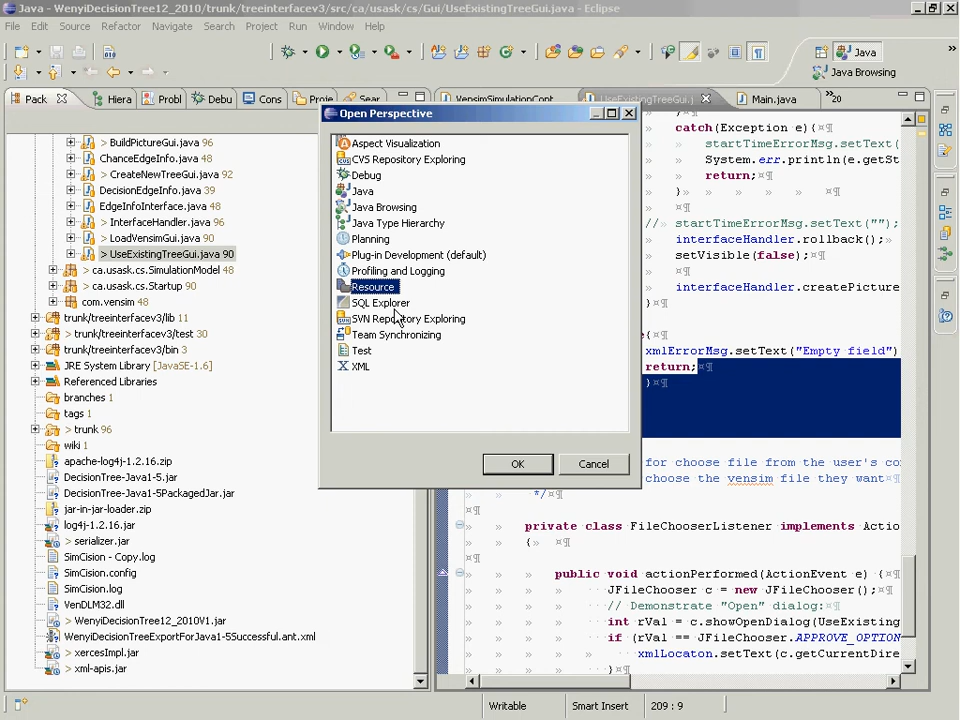 Java - WenyiDecisionTree12_2010/trunk/treeinterfacev3/src/ca/usask/cs/Gui/UseExistingTreeGui.java - Eclipse
File Edit Source Refactor Navigate Search Project Run Window Help
Java
Java Browsing
Pack Hiera Probl Debu Cons Proje Sear VensimSimulationCont UseExistingTreeGui.j Main.java »20
Open Perspective
Aspect Visualization
CVS Repository Exploring
Debug
Java
Java Browsing
Java Type Hierarchy
Planning
Plug-in Development (default)
Profiling and Logging
Resource
SQL Explorer
SVN Repository Exploring
Team Synchronizing
Test
XML
OK Cancel
> BuildPictureGui.java 96
ChanceEdgeInfo.java 48
> CreateNewTreeGui.java 92
DecisionEdgeInfo.java 39
EdgeInfoInterface.java 48
> InterfaceHandler.java 96
> LoadVensimGui.java 90
> UseExistingTreeGui.java 90
> ca.usask.cs.SimulationModel 48
> ca.usask.cs.Startup 90
com.vensim 48
trunk/treeinterfacev3/lib 11
> trunk/treeinterfacev3/test 30
trunk/treeinterfacev3/bin 3
JRE System Library [JavaSE-1.6]
Referenced Libraries
branches 1
tags 1
> trunk 96
wiki 1
apache-log4j-1.2.16.zip
DecisionTree-Java1-5.jar
DecisionTree-Java1-5PackagedJar.jar
jar-in-jar-loader.zip
log4j-1.2.16.jar
> serializer.jar
SimCision - Copy.log
SimCision.config
SimCision.log
VenDLM32.dll
> WenyiDecisionTree12_2010V1.jar
WenyiDecisionTreeExportForJava1-5Successful.ant.xml
> xercesImpl.jar
> xml-apis.jar
}¤¶
catch(Exception e){¤¶
startTimeErrorMsg.setText(
System.err.println(e.getSt
return;¤¶
} » » » ¤¶
¤¶
// startTimeErrorMsg.setText("");
interfaceHandler.rollback();¤
setVisible(false);¤¶
interfaceHandler.createPicture
}¤¶
{¤¶
xmlErrorMsg.setText("Empty field")
return;¤¶
}¤¶
for choose file from the user's co
choose the vensim file they want¤¶
*/¤¶
¤¶
private class FileChooserListener implements Actio
{» ¤¶
¤¶
public void actionPerformed(ActionEvent e) {¤¶
JFileChooser c = new JFileChooser();¤¶
// Demonstrate "Open" dialog:¤¶
int rVal = c.showOpenDialog(UseExisting
if (rVal == JFileChooser.APPROVE_OPTION
xmlLocaton.setText(c.getCurrentDire
}¤¶
Writable Smart Insert 209 : 9